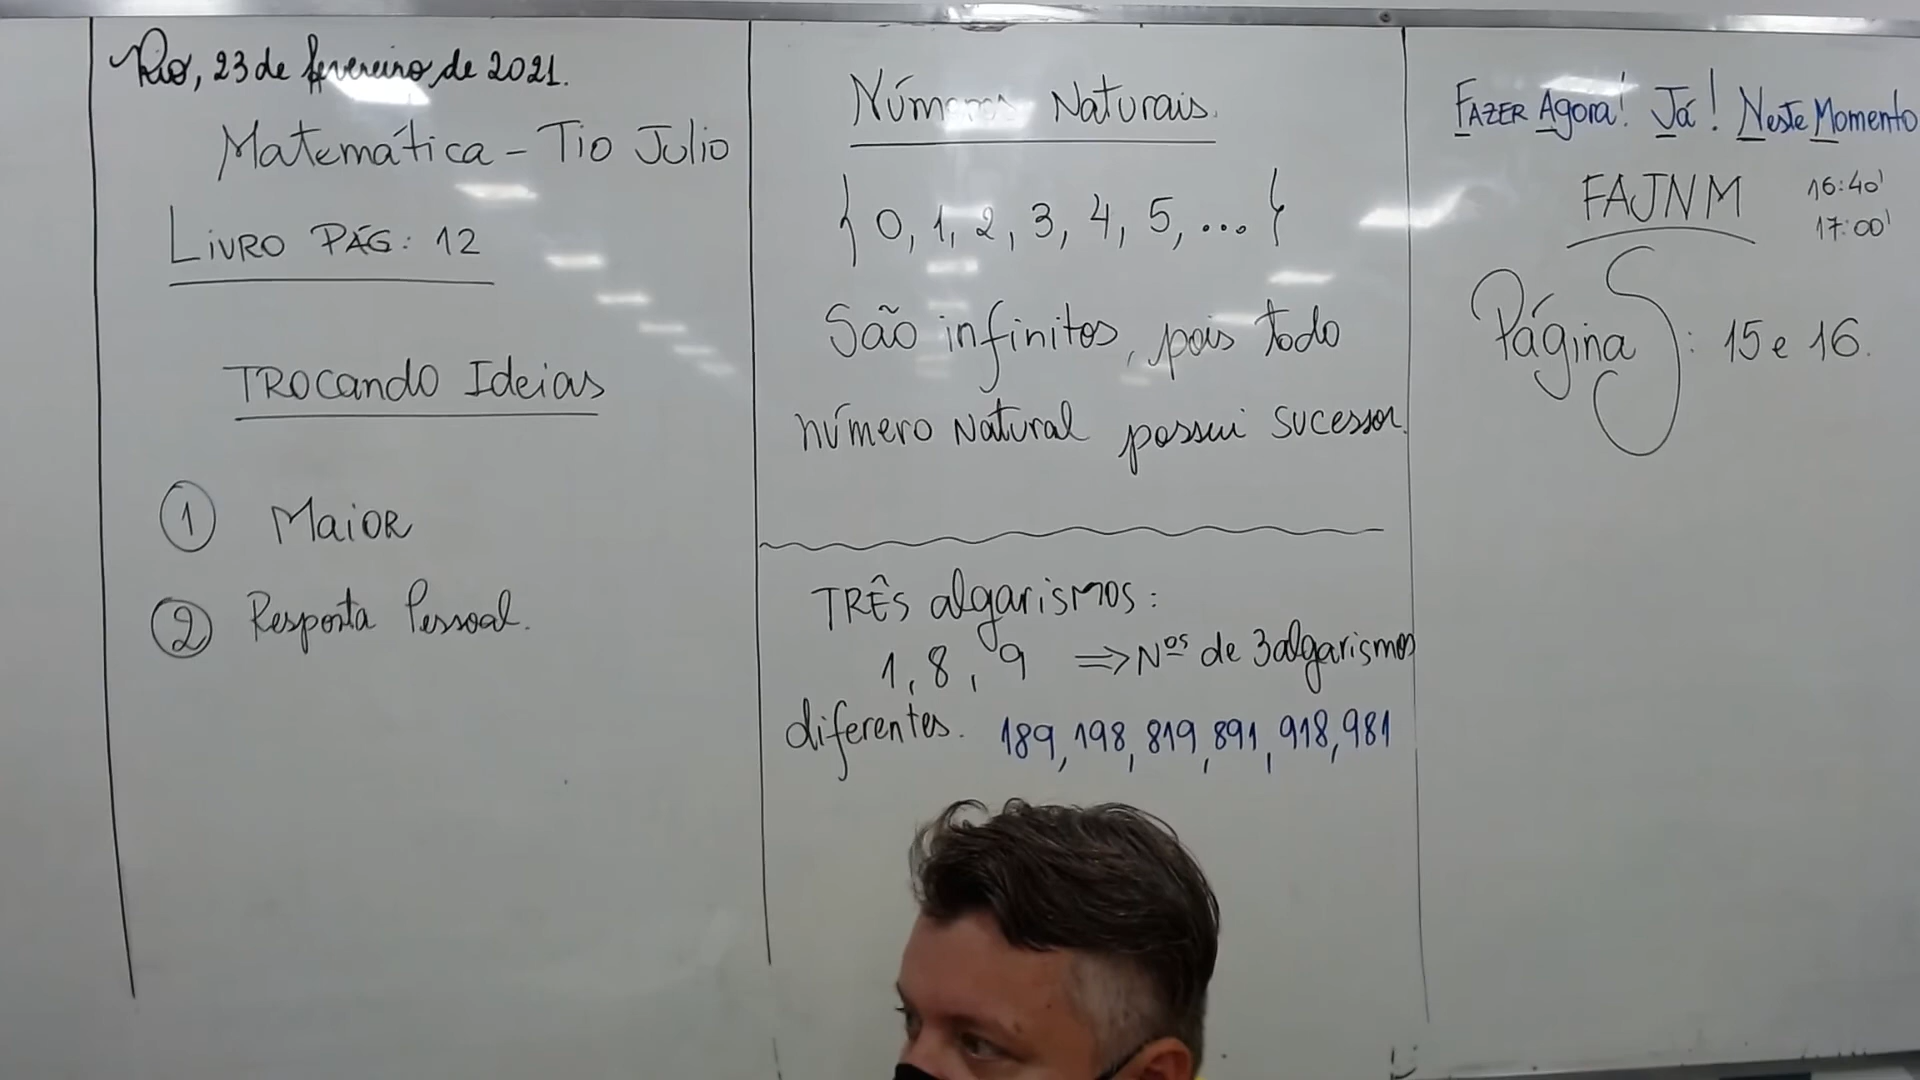 Rio, 23 de fevereiro de 2021.
Matemática - Tio Julio
Livro Pág: 12
Trocando Ideias
1 Maior
2 Resposta Pessoal.
Números Naturais.
{ 0, 1, 2, 3, 4, 5, ... }
São infinitos, pois todo
número natural possui sucessor.
Três algarismos:
1, 8, 9 ⇒ Nos de 3 algarismos
diferentes. 189, 198, 819, 891, 918, 981
Fazer Agora! Já! Neste Momento
FAJNM 16:40'
17:00'
Páginas: 15 e 16.